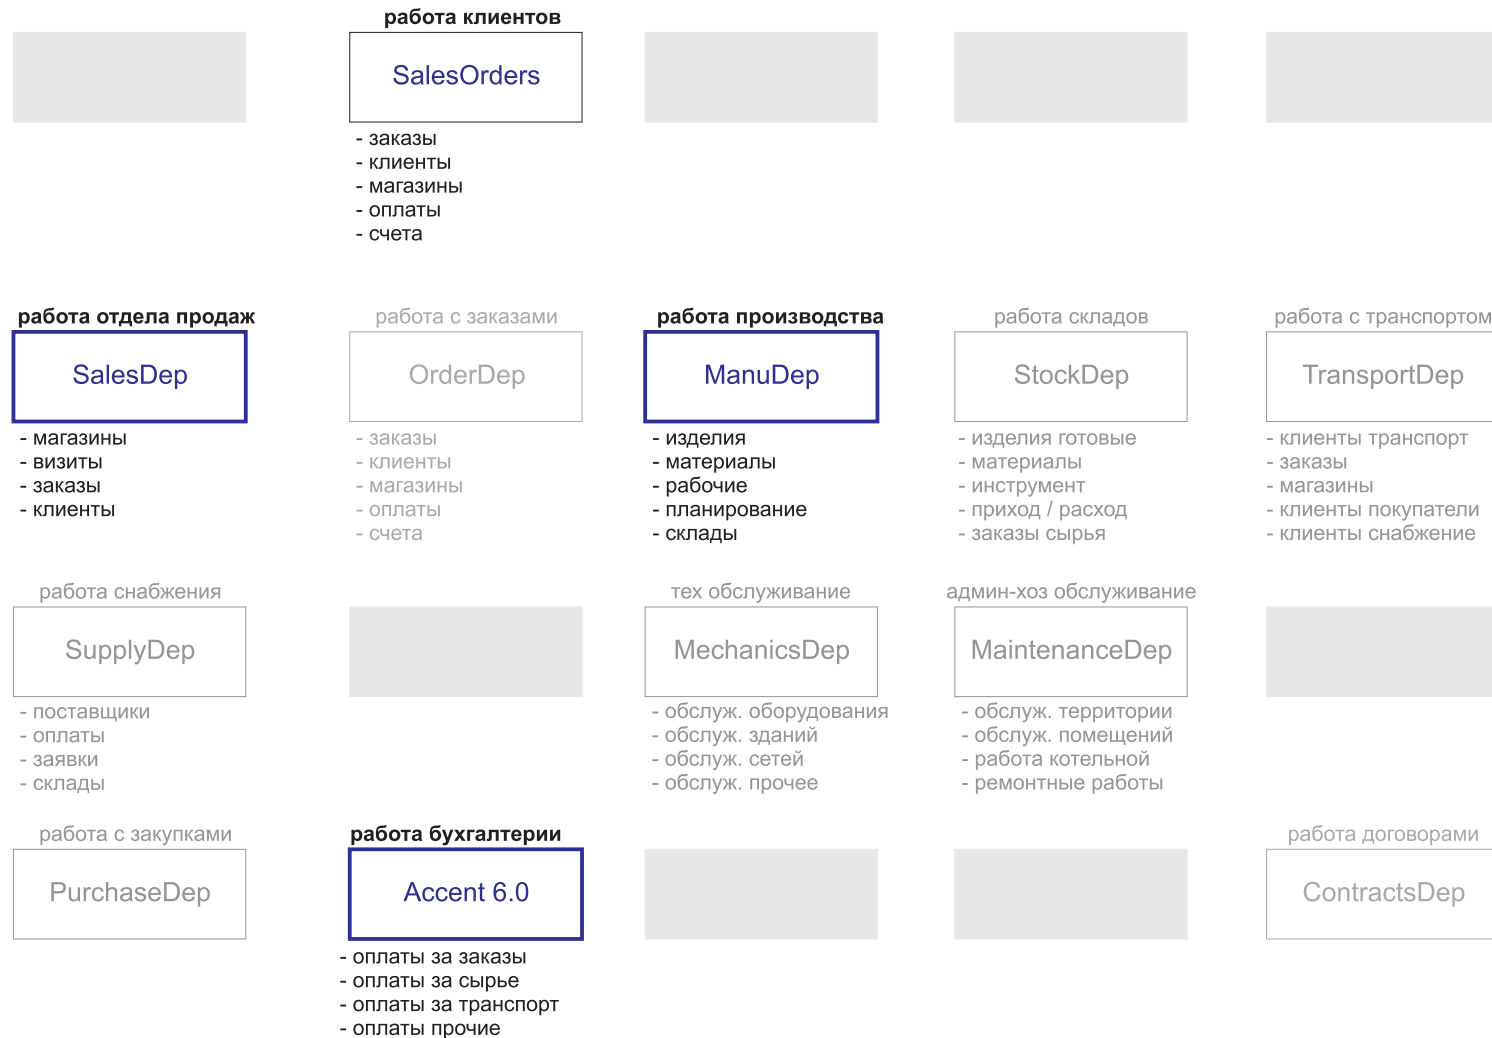 работа клиентов
SalesOrders
- заказы
- клиенты
- магазины
- оплаты
- счета
работа отдела продаж
SalesDep
- магазины
- визиты
- заказы
- клиенты
работа с заказами
OrderDep
- заказы
- клиенты
- магазины
- оплаты
- счета
работа производства
ManuDep
- изделия
- материалы
- рабочие
- планирование
- склады
работа складов
StockDep
- изделия готовые
- материалы
- инструмент
- приход / расход
- заказы сырья
работа с транспортом
TransportDep
- клиенты транспорт
- заказы
- магазины
- клиенты покупатели
- клиенты снабжение
работа снабжения
SupplyDep
- поставщики
- оплаты
- заявки
- склады
тех обслуживание
MechanicsDep
- обслуж. оборудования
- обслуж. зданий
- обслуж. сетей
- обслуж. прочее
админ-хоз обслуживание
MaintenanceDep
- обслуж. территории
- обслуж. помещений
- работа котельной
- ремонтные работы
работа с закупками
PurchaseDep
работа бухгалтерии
Accent 6.0
- оплаты за заказы
- оплаты за сырье
- оплаты за транспорт
- оплаты прочие
работа договорами
ContractsDep